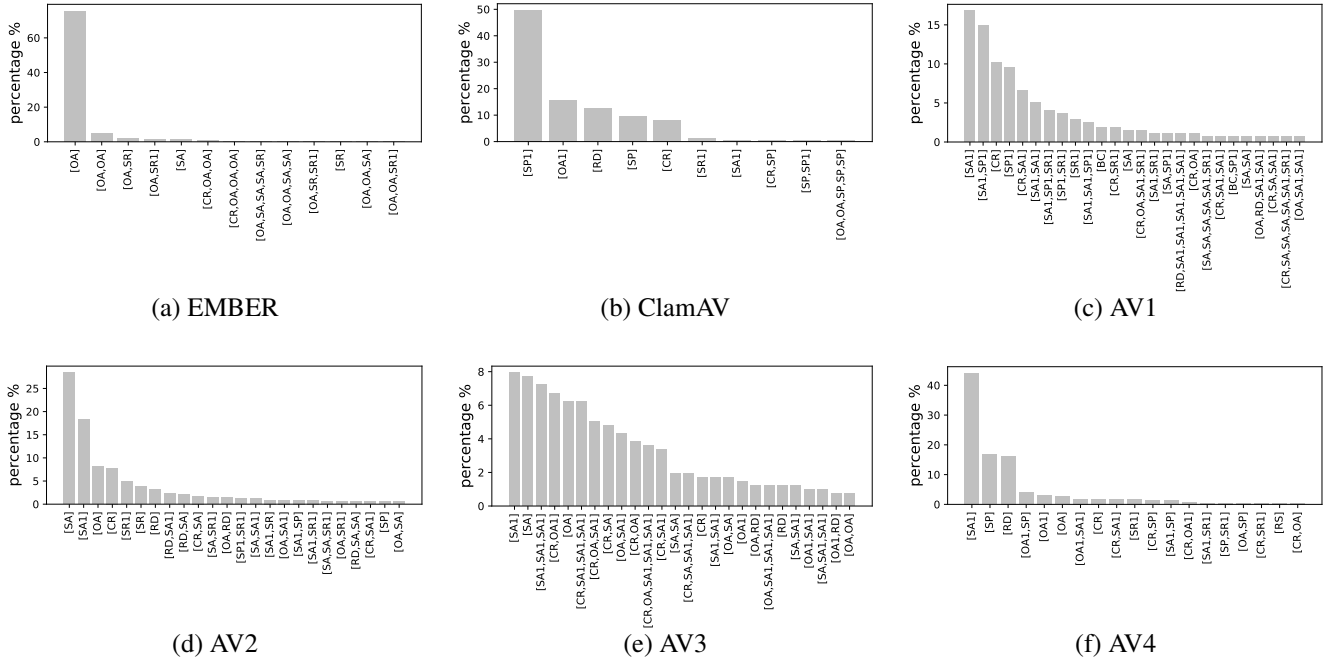 percentage %
60
40
20
0
[OA]
[OA,OA]
[OA,SR]
[OA,SR1]
[SA]
[CR,OA,OA]
[CR,OA,OA,OA]
[OA,SA,SA,SA,SR]
[OA,OA,SA,SA]
[OA,SR,SR1]
[SR]
[OA,OA,SA]
[OA,OA,SR1]
(a) EMBER
percentage %
50
40
30
20
10
0
[SP1]
[OA1]
[RD]
[SP]
[CR]
[SR1]
[SA1]
[CR,SP]
[SP,SP1]
[OA,OA,SP,SP,SP]
(b) ClamAV
percentage %
15
10
5
0
[SA1]
[SA1,SP1]
[CR]
[SP1]
[CR,SA1]
[SA1,SA1]
[SA1,SP1,SR1]
[SP1,SR1]
[SR1]
[SA1,SA1,SP1]
[BC]
[CR,SR1]
[SA]
[CR,OA,SA1,SR1]
[SA1,SR1]
[SA,SP1]
[RD,SA1,SA1,SA1,SA1]
[CR,OA]
[SA,SA,SA,SA1,SR1]
[CR,SA1,SA1]
[BC,SP1]
[SA,SA]
[OA,RD,SA1,SA1]
[CR,SA,SA1]
[CR,SA,SA,SA,SA1,SR1]
[OA,SA1,SA1]
(c) AV1
percentage %
25
20
15
10
5
0
[SA]
[SA1]
[OA]
[CR]
[SR1]
[SR]
[RD]
[RD,SA1]
[RD,SA]
[CR,SA]
[SA,SR1]
[OA,RD]
[SP1,SR1]
[SA,SA1]
[SA1,SR]
[OA,SA1]
[SA1,SP]
[SA1,SR1]
[SA,SA,SR1]
[OA,SR1]
[RD,SA,SA]
[CR,SA1]
[SP]
[OA,SA]
(d) AV2
percentage %
8
6
4
2
0
[SA1]
[SA]
[SA1,SA1,SA1]
[CR,OA1]
[OA]
[CR,SA1,SA1,SA1]
[CR,OA,SA1]
[CR,SA]
[OA,SA1]
[CR,OA]
[CR,OA,SA1,SA1,SA1]
[CR,SA1]
[SA,SA]
[CR,SA,SA1,SA1]
[CR]
[SA1,SA1]
[OA,SA]
[OA1]
[OA,RD]
[OA,SA1,SA1,SA1]
[RD]
[SA,SA1]
[OA1,SA1]
[SA,SA1,SA1]
[OA1,RD]
[OA,OA]
(e) AV3
percentage %
40
30
20
10
0
[SA1]
[SP]
[RD]
[OA1,SP]
[OA1]
[OA]
[OA1,SA1]
[CR]
[CR,SA1]
[SR1]
[CR,SP]
[SA1,SP]
[CR,OA1]
[SA1,SR1]
[SP,SR1]
[OA,SP]
[CR,SR1]
[RS]
[CR,OA]
(f) AV4